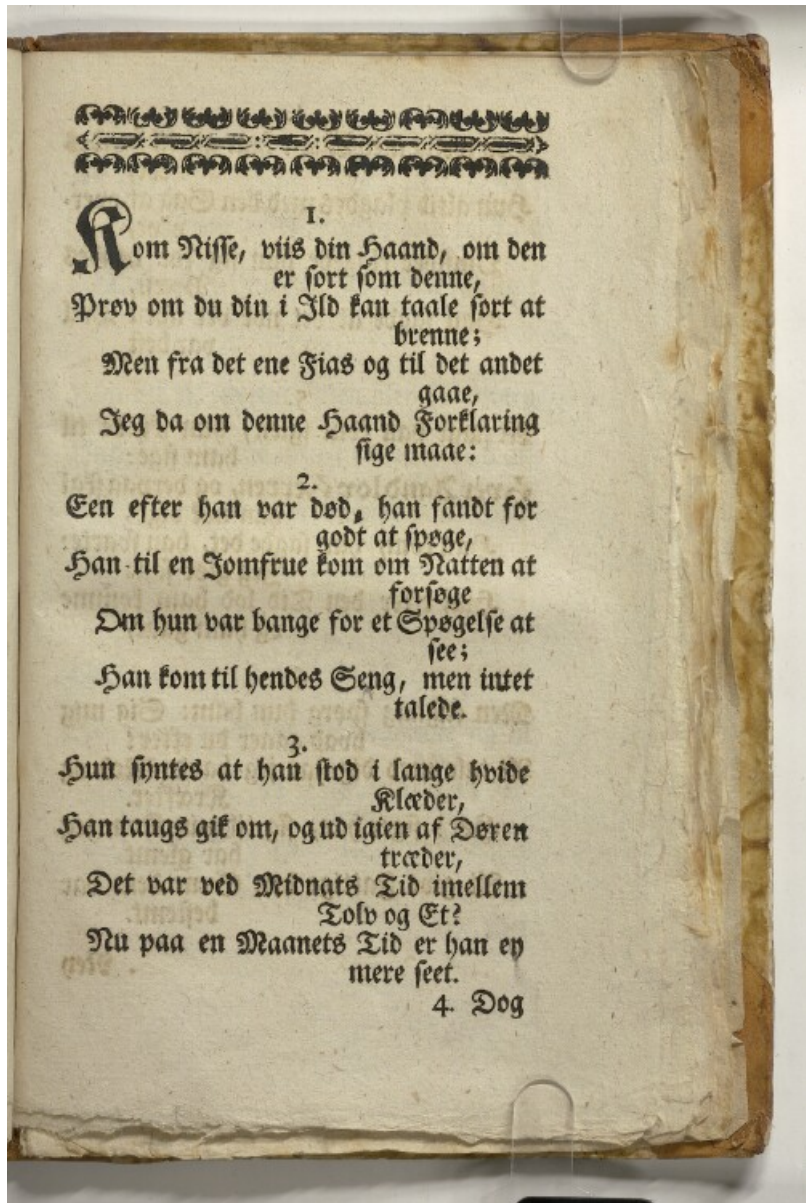 1.
Kom Nisse, viis din Haand, om den
er sort som denne,
Prøv om du din i Ild kan taale sort at
brenne;
Men fra det ene Fias og til det andet
gaae,
Jeg da om denne Haand Forklaring
sige maae:
2.
Een efter han var død, han fandt for
godt at spøge,
Han til en Jomfrue kom om Natten at
forsøge
Om hun var bange for et Spøgelse at
see;
Han kom til hendes Seng, men intet
talede.
3.
Hun syntes at han stod i lange hvide
Klæder,
Han taugs gik om, og ud igien af Døren
træder,
Det var ved Midnats Tid imellem
Tolv og Et?
Nu paa en Maanets Tid er han ey
mere seet.
4. Dog